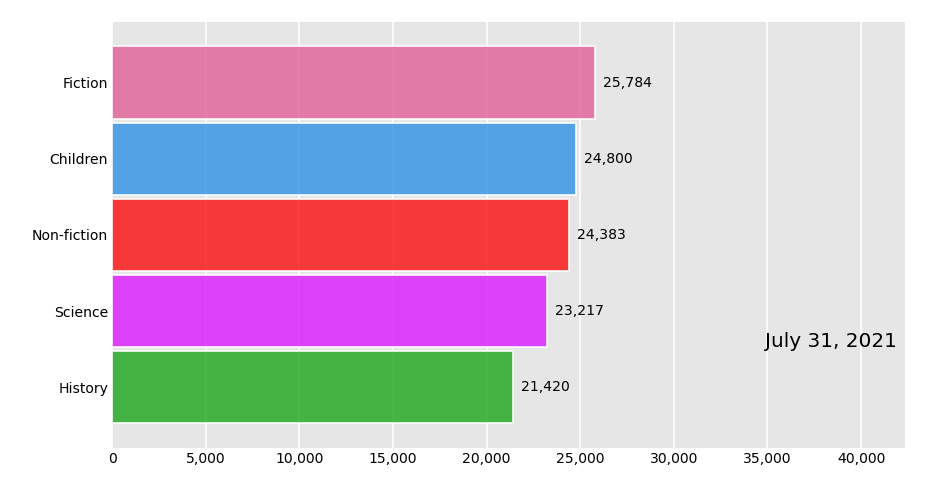 Fiction 25,784
Children 24,800
Non-fiction 24,383
Science 23,217
July 31, 2021
History 21,420
0 5,000 10,000 15,000 20,000 25,000 30,000 35,000 40,000